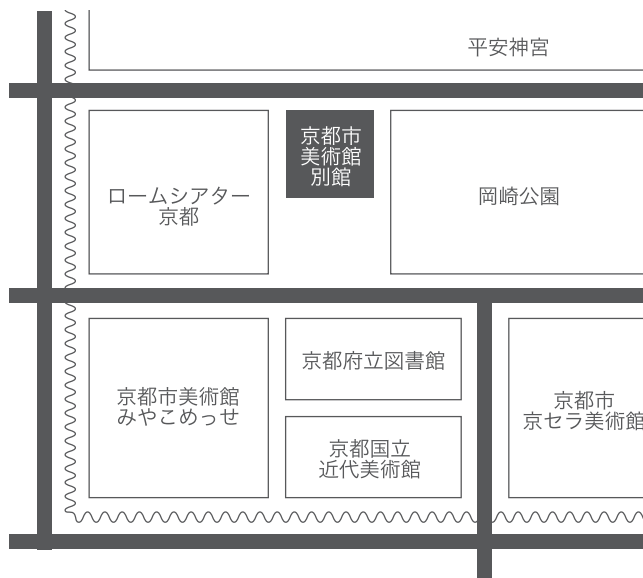 平安神宮
京都市
美術館
別館
ロームシアター
京都
岡崎公園
京都府立図書館
京都市美術館
みやこめっせ
京都国立
近代美術館
京都市
京セラ美術館